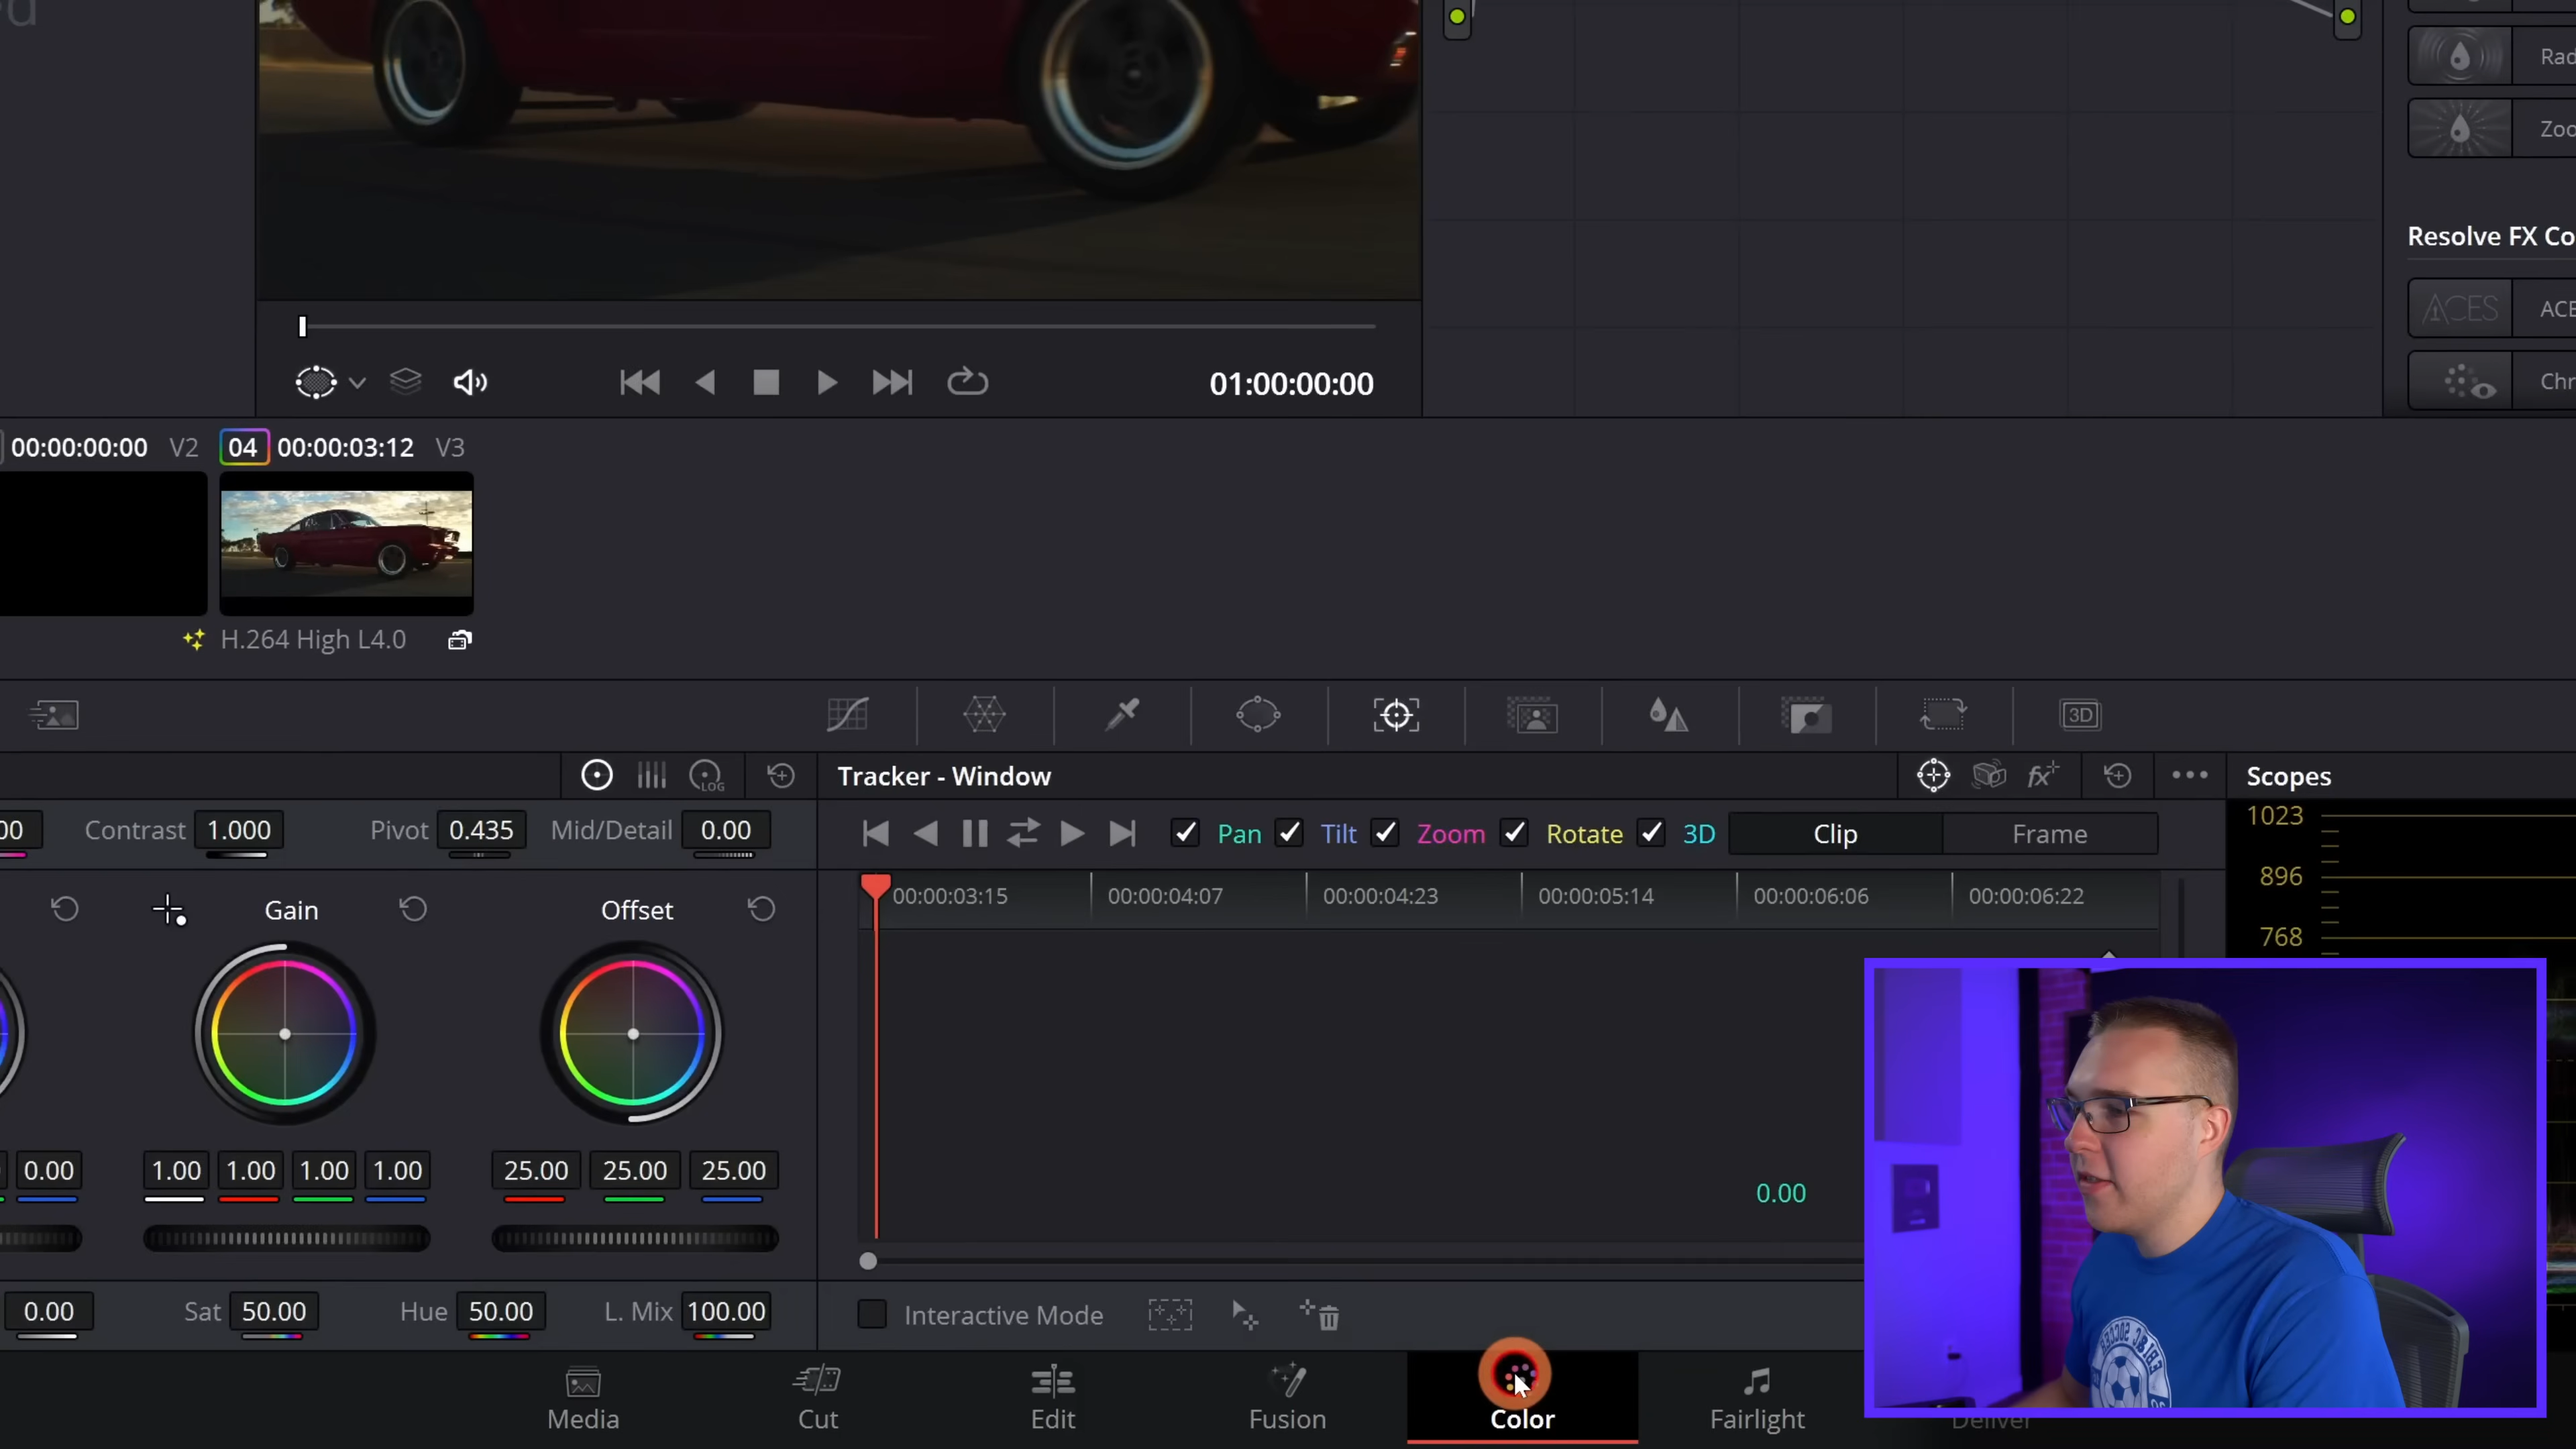 Rad
Zoo
Resolve FX Co
ACES
ACE
Chr
01:00:00:00
00:00:00:00 V2 04 00:00:03:12 V3
H.264 High L4.0
3D
LOG
Tracker - Window
fx
Scopes
Contrast 1.000 Pivot 0.435 Mid/Detail 0.00
Pan Tilt Zoom Rotate 3D Clip Frame
1023
896
768
00:00:03:15 00:00:04:07 00:00:04:23 00:00:05:14 00:00:06:06 00:00:06:22
Gain Offset
0.00 1.00 1.00 1.00 1.00 25.00 25.00 25.00
0.00
0.00 Sat 50.00 Hue 50.00 L. Mix 100.00
Interactive Mode
Media Cut Edit Fusion Color Fairlight Deliver